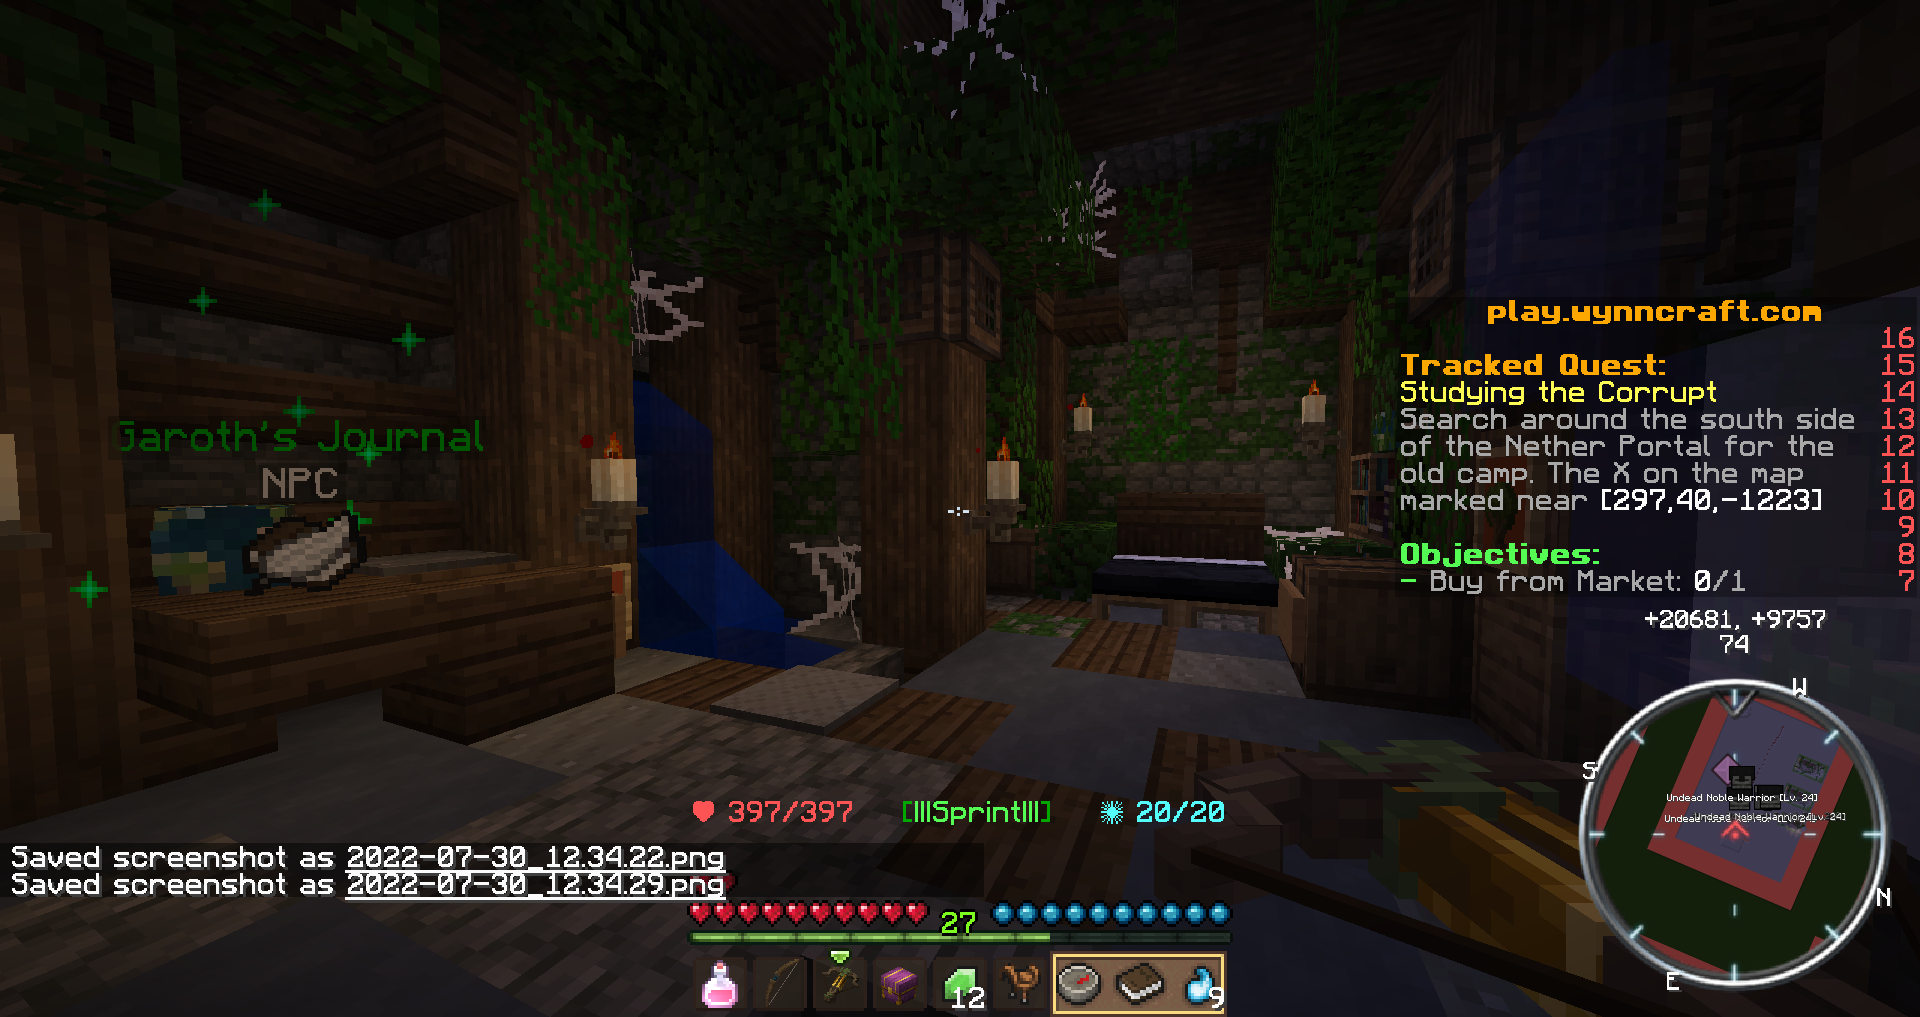 play.wynncraft.com
16
Tracked Quest: 15
Studying the Corrupt 14
Search around the south side 13
of the Nether Portal for the 12
old camp. The X on the map 11
marked near [297,40,-1223] 10
9
Objectives: 8
- Buy from Market: 0/1 7
Garoth's Journal
NPC
+20681, +9757
74
W
S
N
E
Undead Noble Warrior [Lv. 24]
397/397 [|||Sprint|||] 20/20
Saved screenshot as 2022-07-30_12.34.22.png
Saved screenshot as 2022-07-30_12.34.29.png
27
12
9